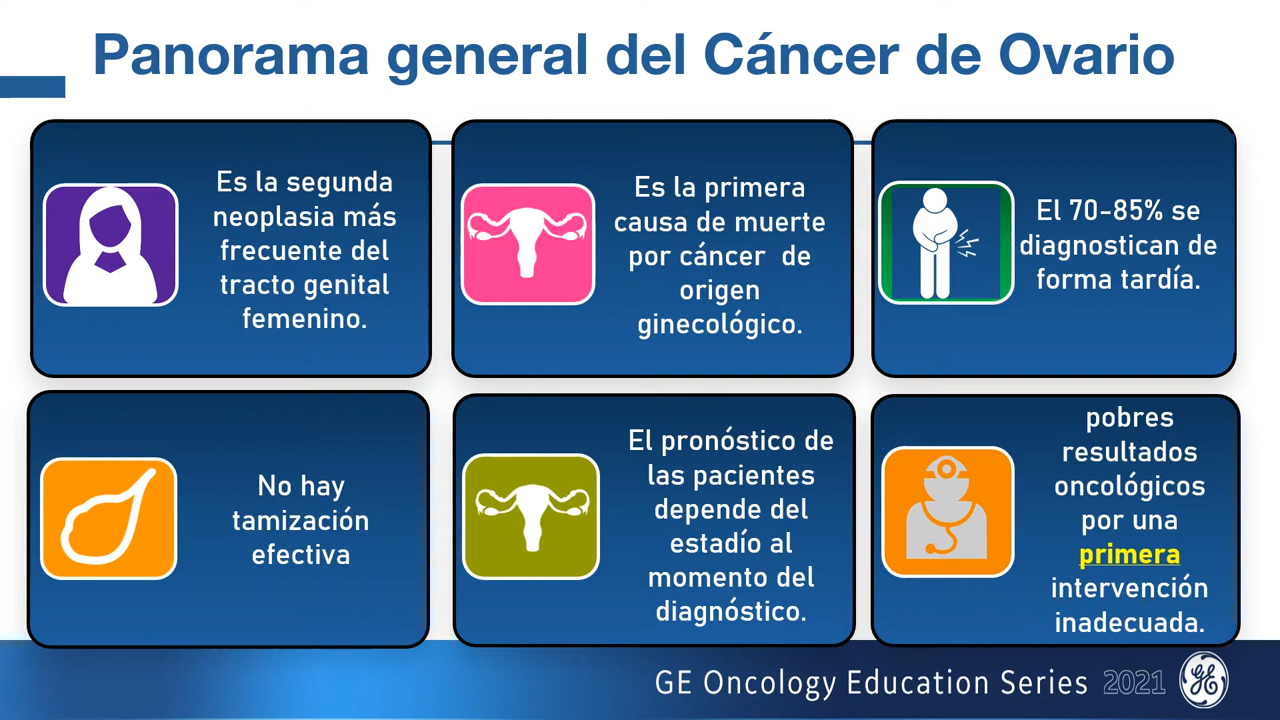 Panorama general del Cáncer de Ovario
Es la segunda
neoplasia más
frecuente del
tracto genital
femenino.
Es la primera
causa de muerte
por cáncer de
origen
ginecológico.
El 70-85% se
diagnostican de
forma tardía.
No hay
tamización
efectiva
El pronóstico de
las pacientes
depende del
estadío al
momento del
diagnóstico.
pobres
resultados
oncológicos
por una
primera
intervención
inadecuada.
GE Oncology Education Series 2021
GE